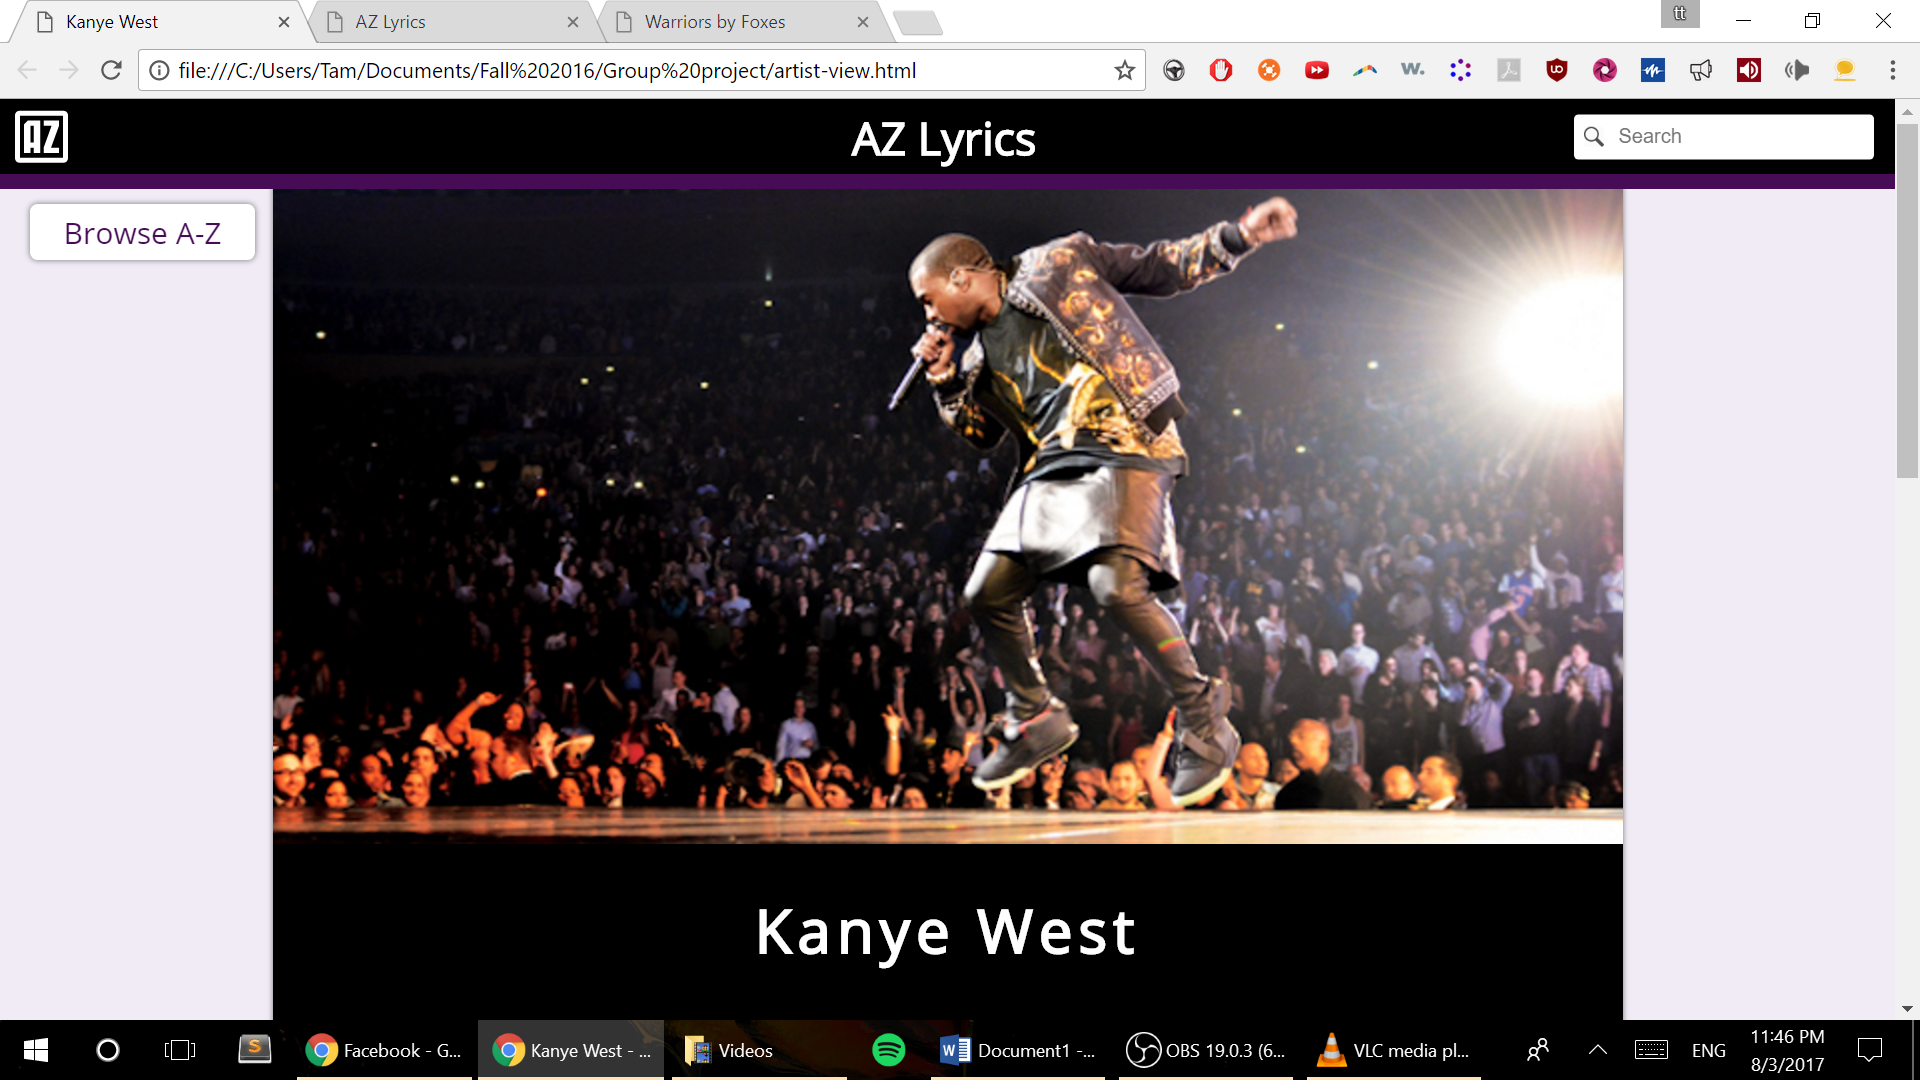 Kanye West
AZ Lyrics
Warriors by Foxes
tt
file:///C:/Users/Tam/Documents/Fall%202016/Group%20project/artist-view.html
AZ
AZ Lyrics
Search
Browse A-Z
Kanye West
Facebook - G...
Kanye West - ...
Videos
Document1 -...
OBS 19.0.3 (6...
VLC media pl...
ENG
11:46 PM
8/3/2017